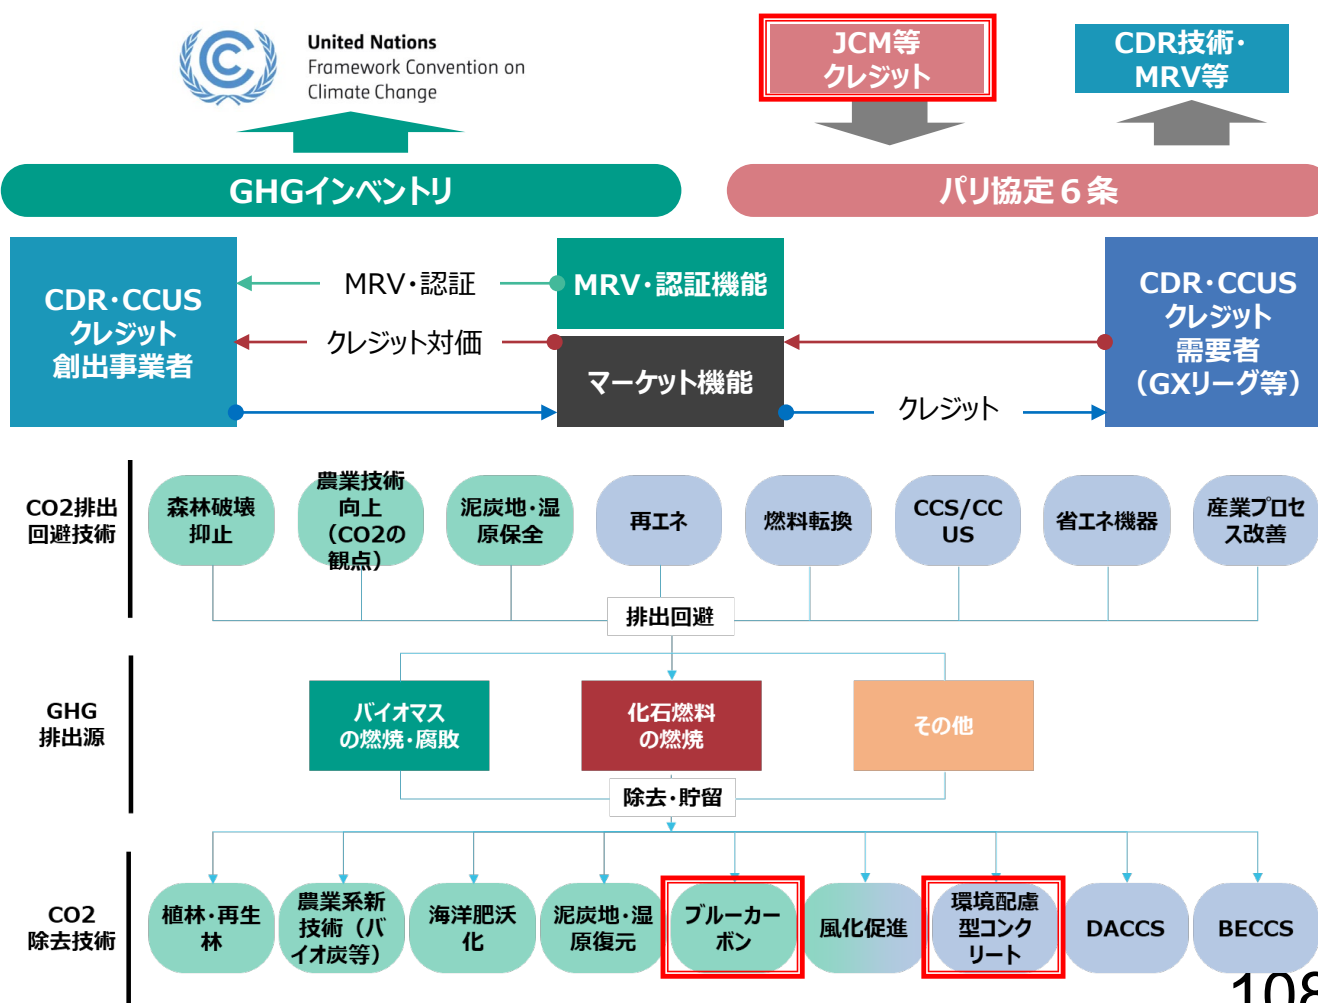 United Nations
Framework Convention on
Climate Change
JCM等
クレジット
CDR技術・
MRV等
GHGインベントリ
パリ協定6条
CDR・CCUS
クレジット
創出事業者
MRV・認証
クレジット対価
MRV・認証機能
マーケット機能
クレジット
CDR・CCUS
クレジット
需要者
（GXリーグ等）
CO2排出
回避技術
森林破壊
抑止
農業技術
向上
（CO2の
観点）
泥炭地・湿
原保全
再エネ
燃料転換
CCS/CC
US
省エネ機器
産業プロセ
ス改善
排出回避
GHG
排出源
バイオマス
の燃焼・腐敗
化石燃料
の燃焼
その他
除去・貯留
CO2
除去技術
植林・再生
林
農業系新
技術（バ
イオ炭等）
海洋肥沃
化
泥炭地・湿
原復元
ブルーカー
ボン
風化促進
環境配慮
型コンク
リート
DACCS
BECCS
108